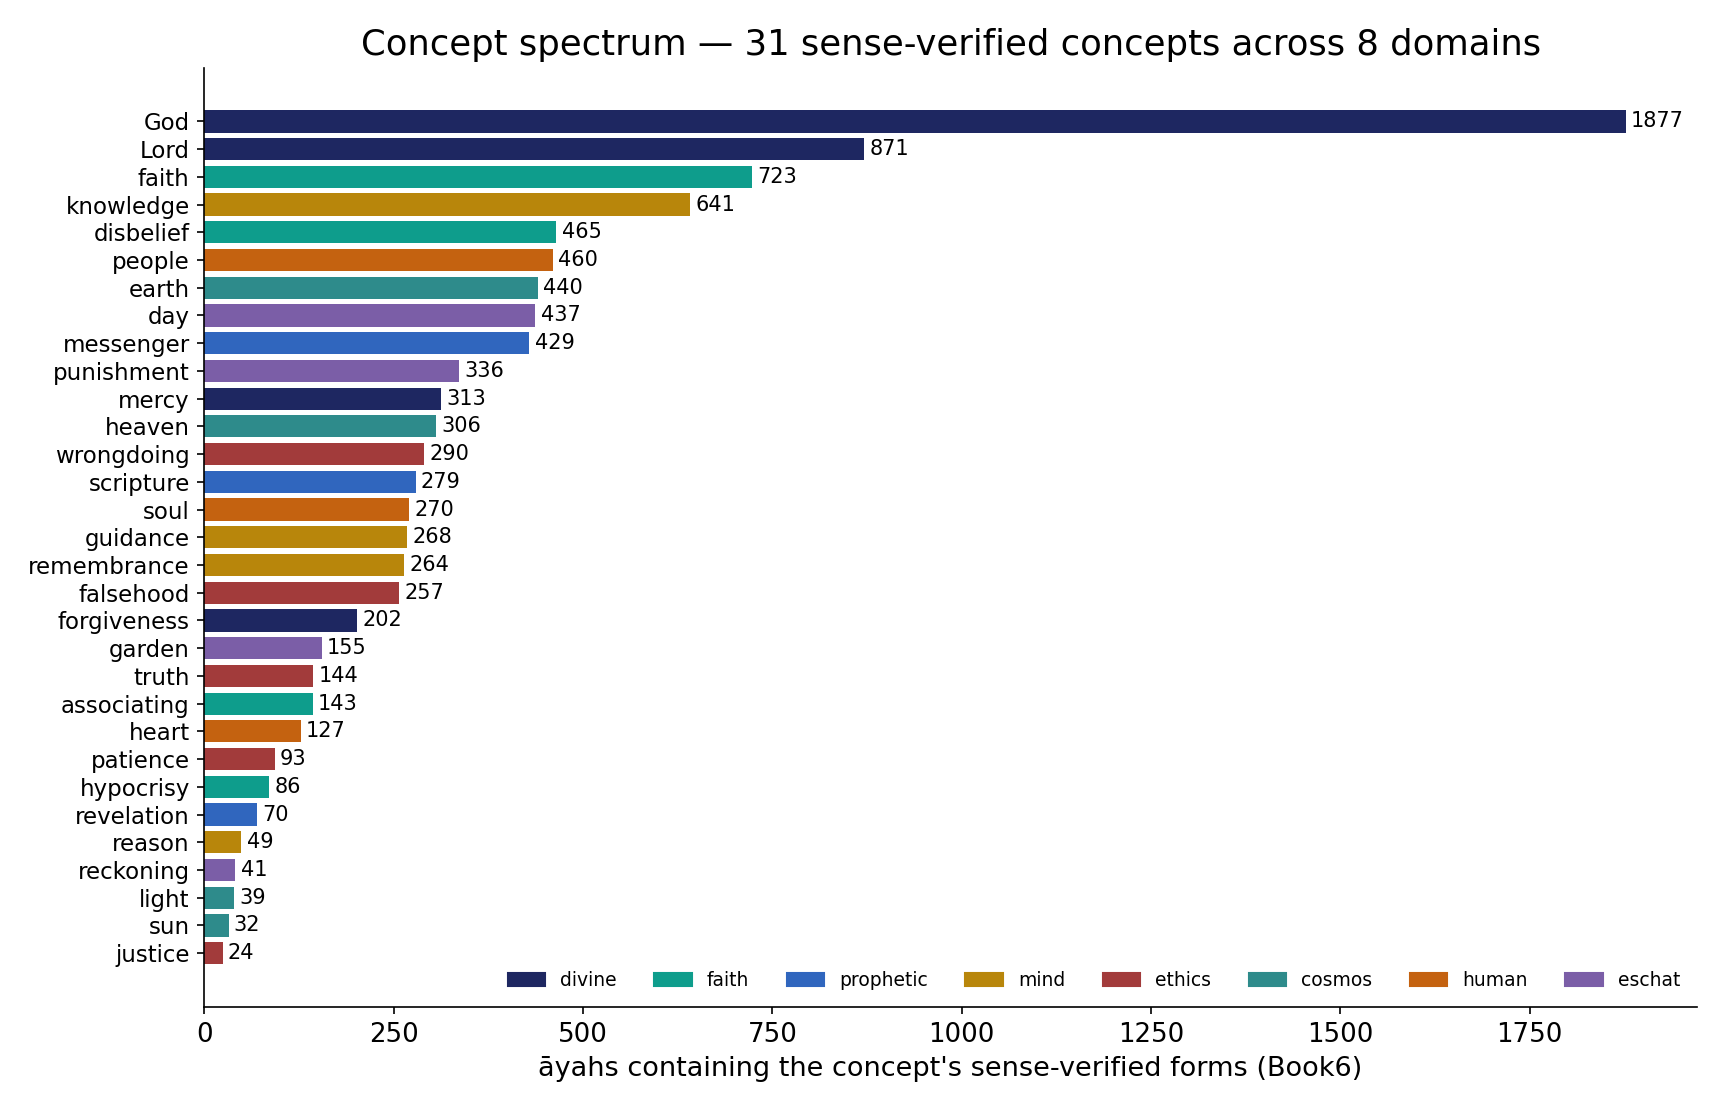 Concept spectrum — 31 sense-verified concepts across 8 domains
God 1877
Lord 871
faith 723
knowledge 641
disbelief 465
people 460
earth 440
day 437
messenger 429
punishment 336
mercy 313
heaven 306
wrongdoing 290
scripture 279
soul 270
guidance 268
remembrance 264
falsehood 257
forgiveness 202
garden 155
truth 144
associating 143
heart 127
patience 93
hypocrisy 86
revelation 70
reason 49
reckoning 41
light 39
sun 32
justice 24
divine faith prophetic mind ethics cosmos human eschat
0 250 500 750 1000 1250 1500 1750
āyahs containing the concept's sense-verified forms (Book6)